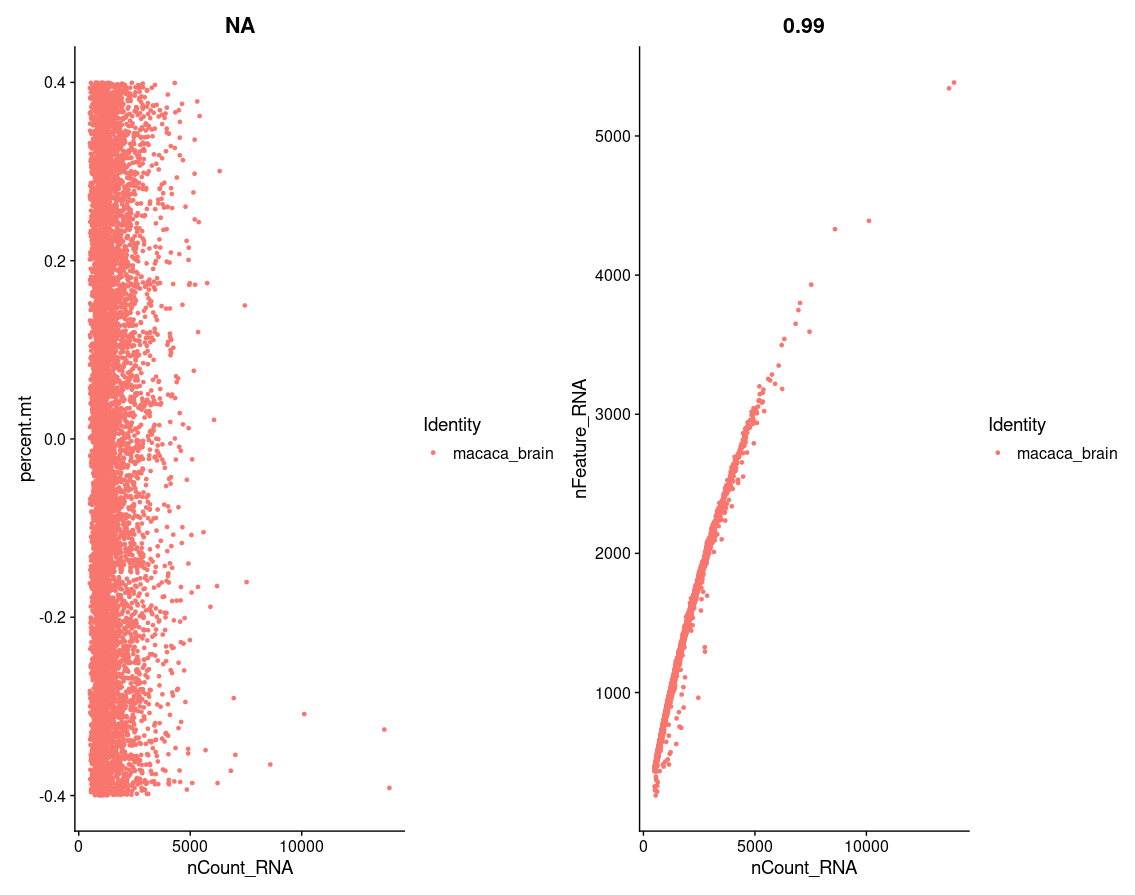 NA
0.4
0.2
0.0
-0.2
-0.4
percent.mt
0
5000
10000
nCount_RNA
Identity
macaca_brain
0.99
5000
4000
3000
2000
1000
nFeature_RNA
0
5000
10000
nCount_RNA
Identity
macaca_brain